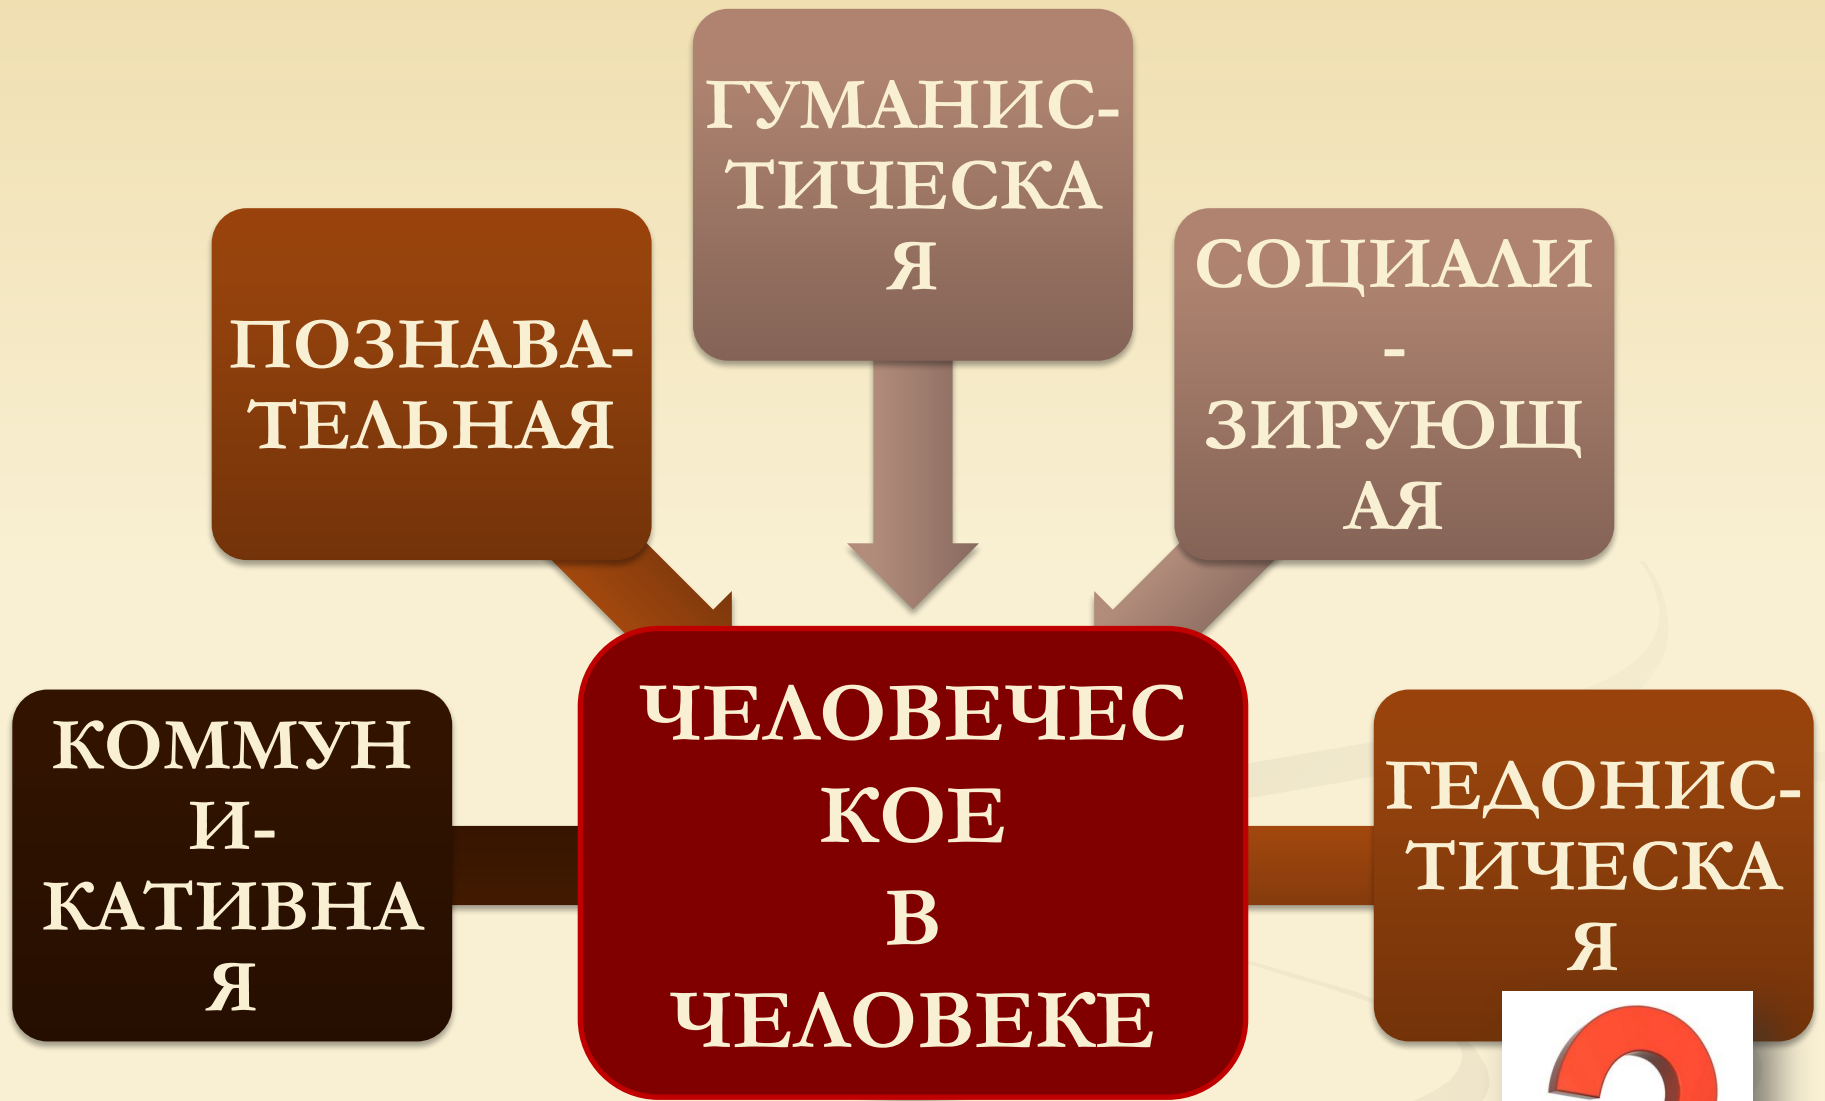 ГУМАНИС-
ТИЧЕСКА
Я
ПОЗНАВА-
ТЕЛЬНАЯ
СОЦИАЛИ
-
ЗИРУЮЩ
АЯ
КОММУН
И-
КАТИВНА
Я
ЧЕЛОВЕЧЕС
КОЕ
В
ЧЕЛОВЕКЕ
ГЕДОНИС-
ТИЧЕСКА
Я